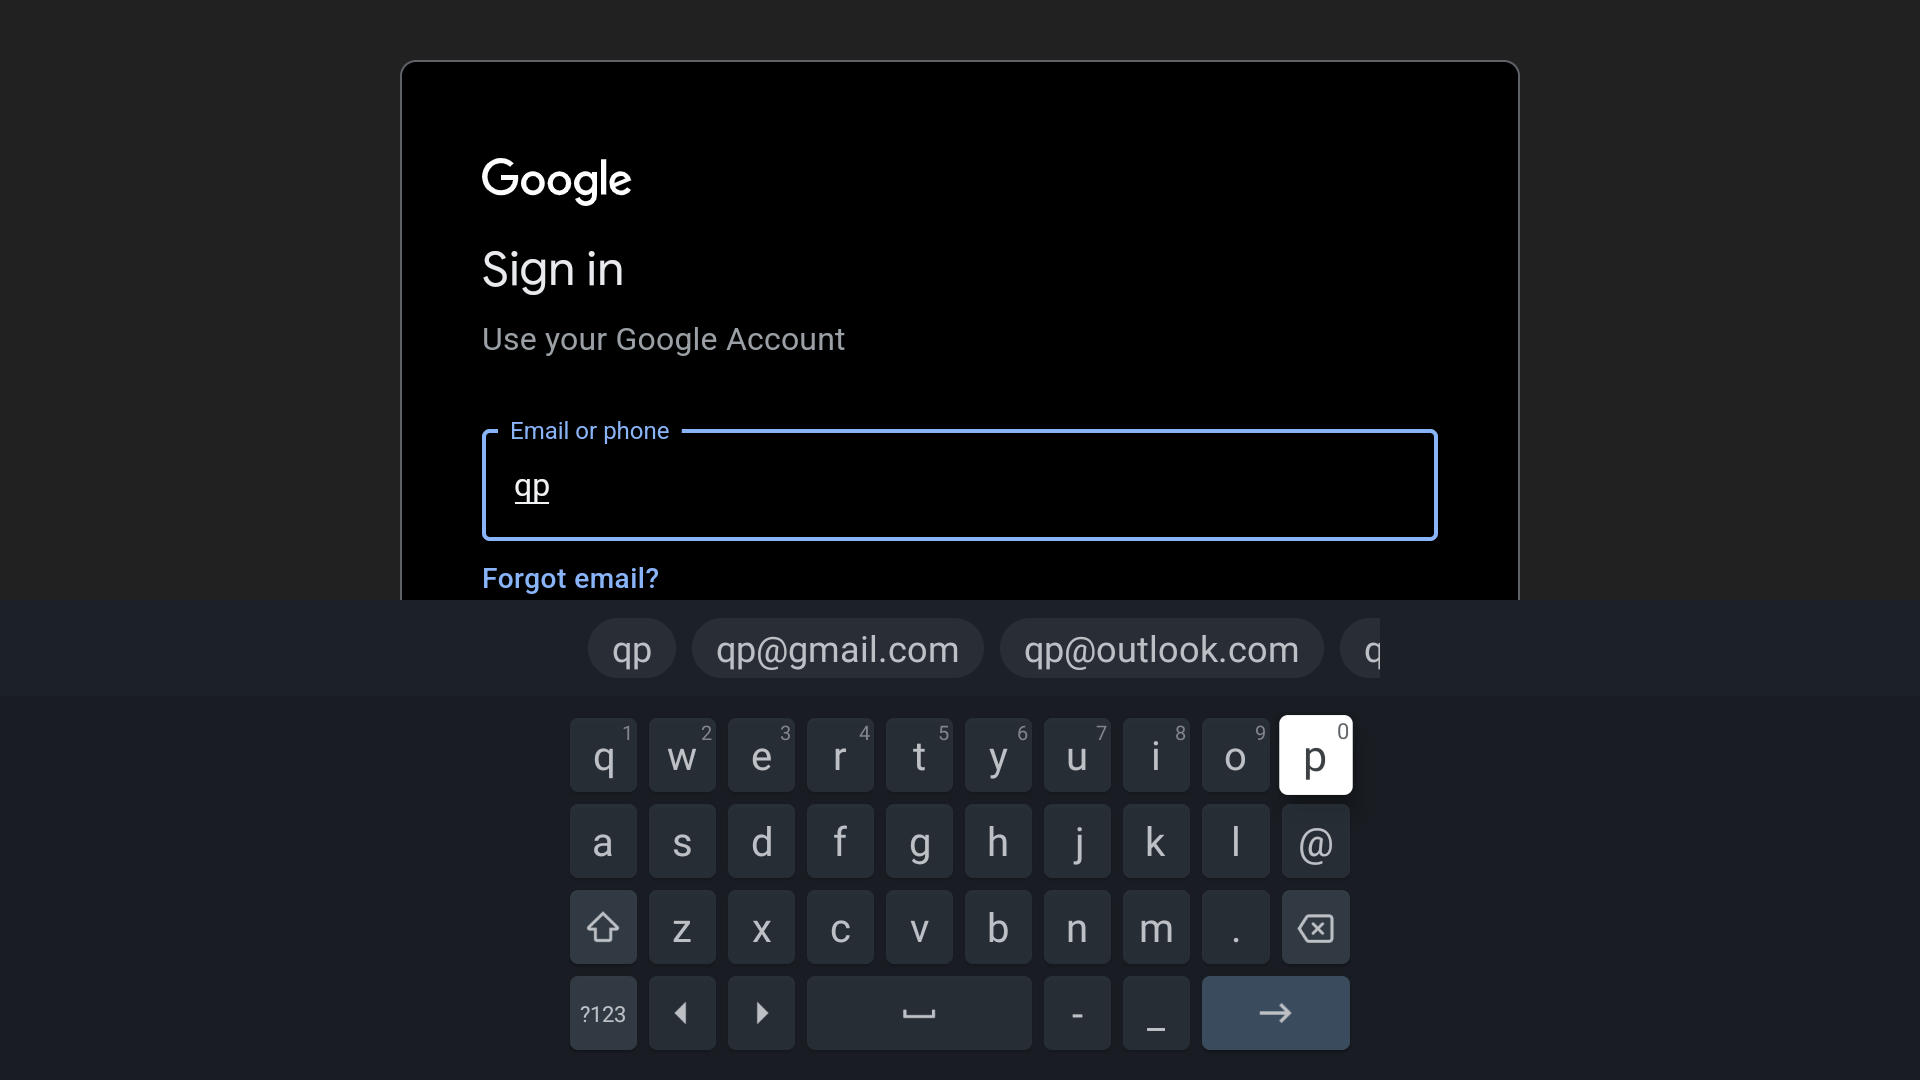 Google
Sign in
Use your Google Account
Email or phone
qp
Forgot email?
qp qp@gmail.com qp@outlook.com q
q 1 w 2 e 3 r 4 t 5 y 6 u 7 i 8 o 9 p 0
a s d f g h j k l @
z x c v b n m .
?123 - _